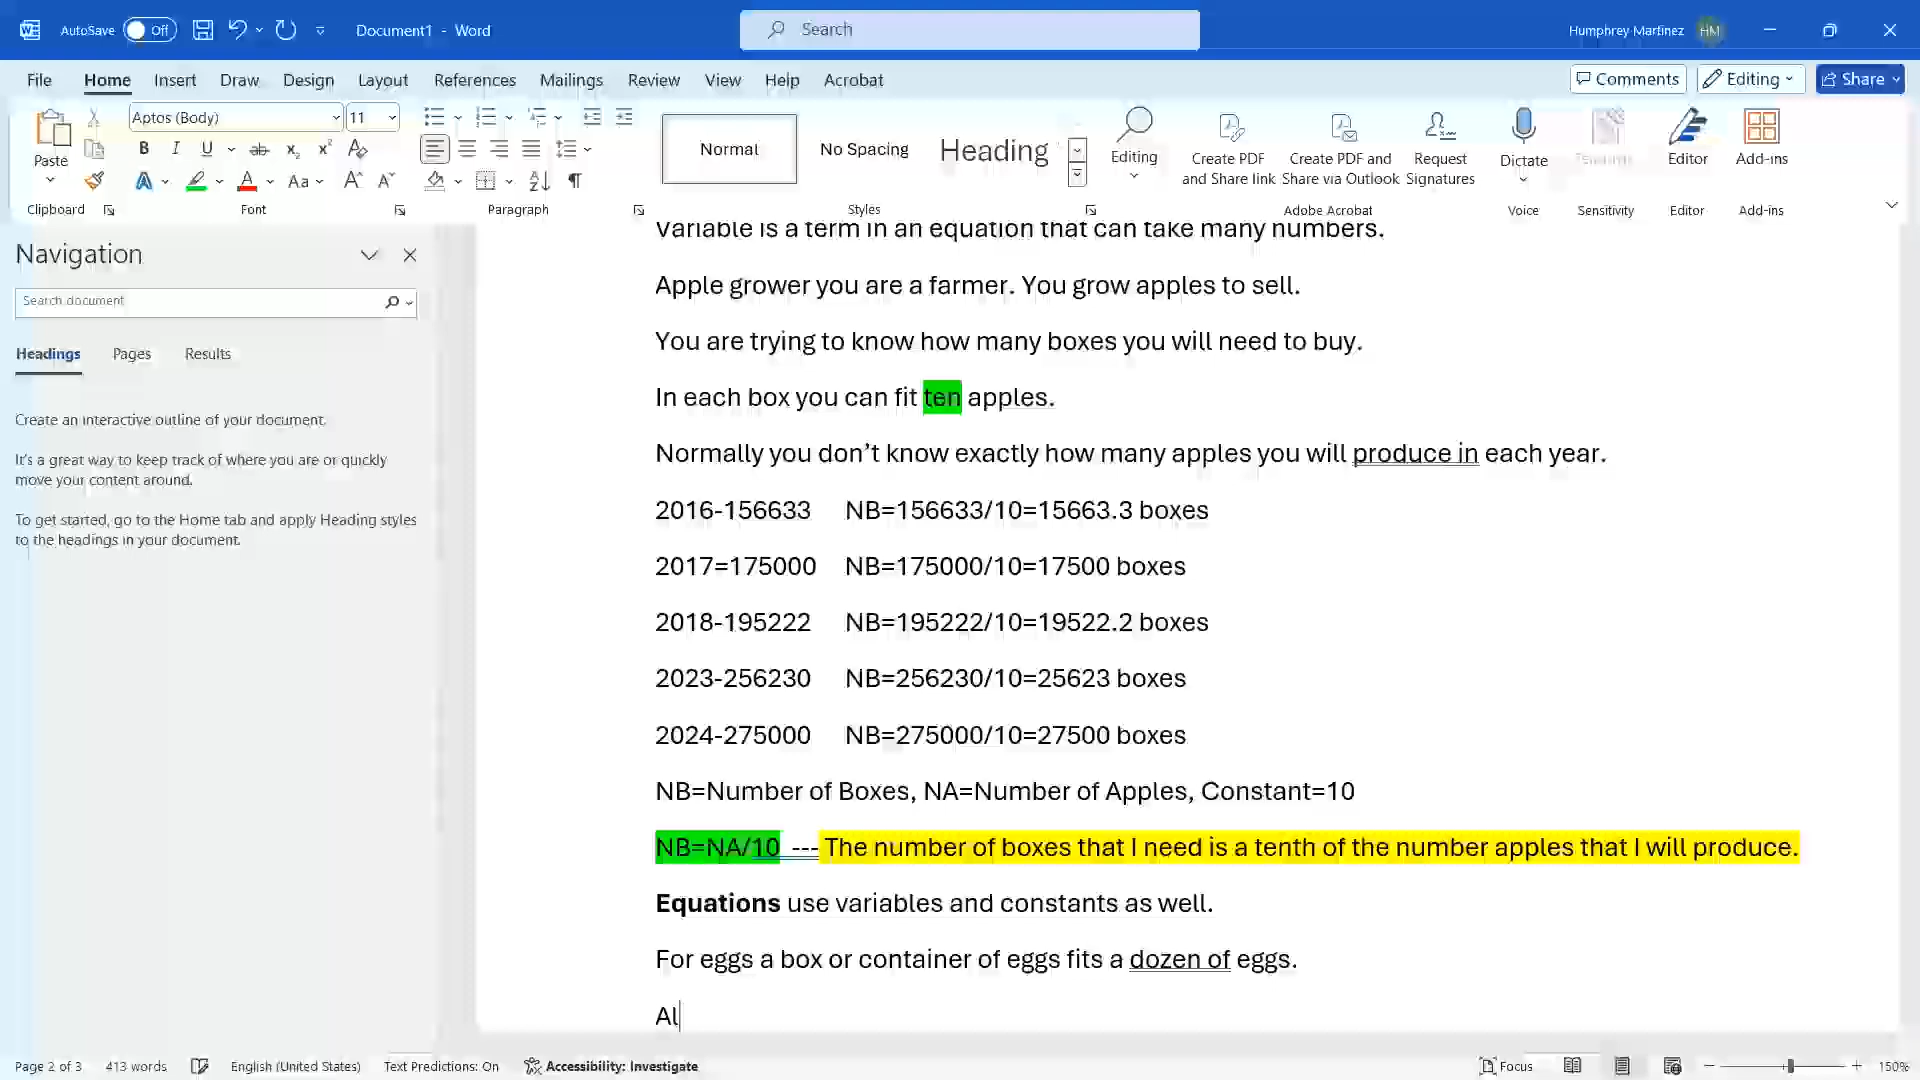 AutoSave Off Document1 - Word Search Humphrey Martinez HM
File Home Insert Draw Design Layout References Mailings Review View Help Acrobat Comments Editing Share
Paste Aptos (Body) 11 Normal No Spacing Heading Editing Create PDF and Share link Create PDF and Share via Outlook Request Signatures Dictate Editor Add-ins
Clipboard Font Paragraph Styles Adobe Acrobat Voice Sensitivity Editor Add-ins
Navigation
Search document
Headings Pages Results
Create an interactive outline of your document.
It's a great way to keep track of where you are or quickly
move your content around.
To get started, go to the Home tab and apply Heading styles
to the headings in your document.
Variable is a term in an equation that can take many numbers.
Apple grower you are a farmer. You grow apples to sell.
You are trying to know how many boxes you will need to buy.
In each box you can fit ten apples.
Normally you don’t know exactly how many apples you will produce in each year.
2016-156633 NB=156633/10=15663.3 boxes
2017=175000 NB=175000/10=17500 boxes
2018-195222 NB=195222/10=19522.2 boxes
2023-256230 NB=256230/10=25623 boxes
2024-275000 NB=275000/10=27500 boxes
NB=Number of Boxes, NA=Number of Apples, Constant=10
NB=NA/10 --- The number of boxes that I need is a tenth of the number apples that I will produce.
Equations use variables and constants as well.
For eggs a box or container of eggs fits a dozen of eggs.
Al
Page 2 of 3 413 words English (United States) Text Predictions: On Accessibility: Investigate Focus 150%